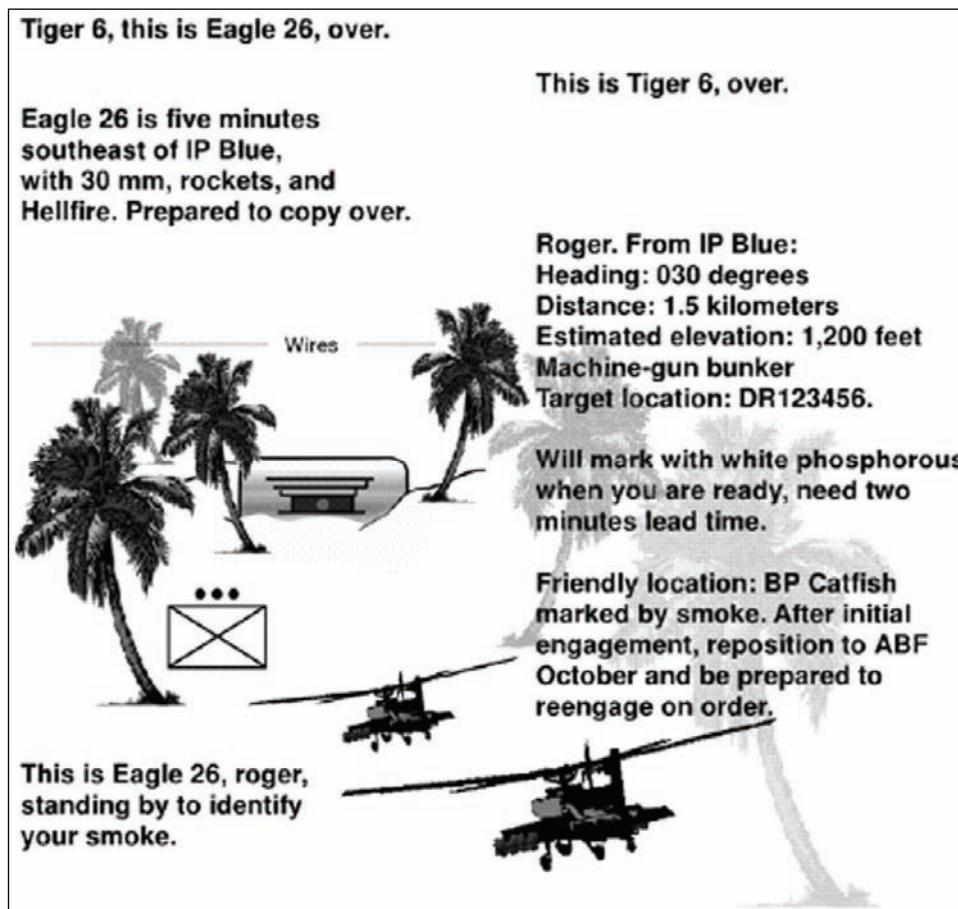 Tiger 6, this is Eagle 26, over.
This is Tiger 6, over.
Eagle 26 is five minutes
southeast of IP Blue,
with 30 mm, rockets, and
Hellfire. Prepared to copy over.
Roger. From IP Blue:
Heading: 030 degrees
Distance: 1.5 kilometers
Estimated elevation: 1,200 feet
Machine-gun bunker
Target location: DR123456.
Wires
Will mark with white phosphorous
when you are ready, need two
minutes lead time.
Friendly location: BP Catfish
marked by smoke. After initial
engagement, reposition to ABF
October and be prepared to
reengage on order.
This is Eagle 26, roger,
standing by to identify
your smoke.